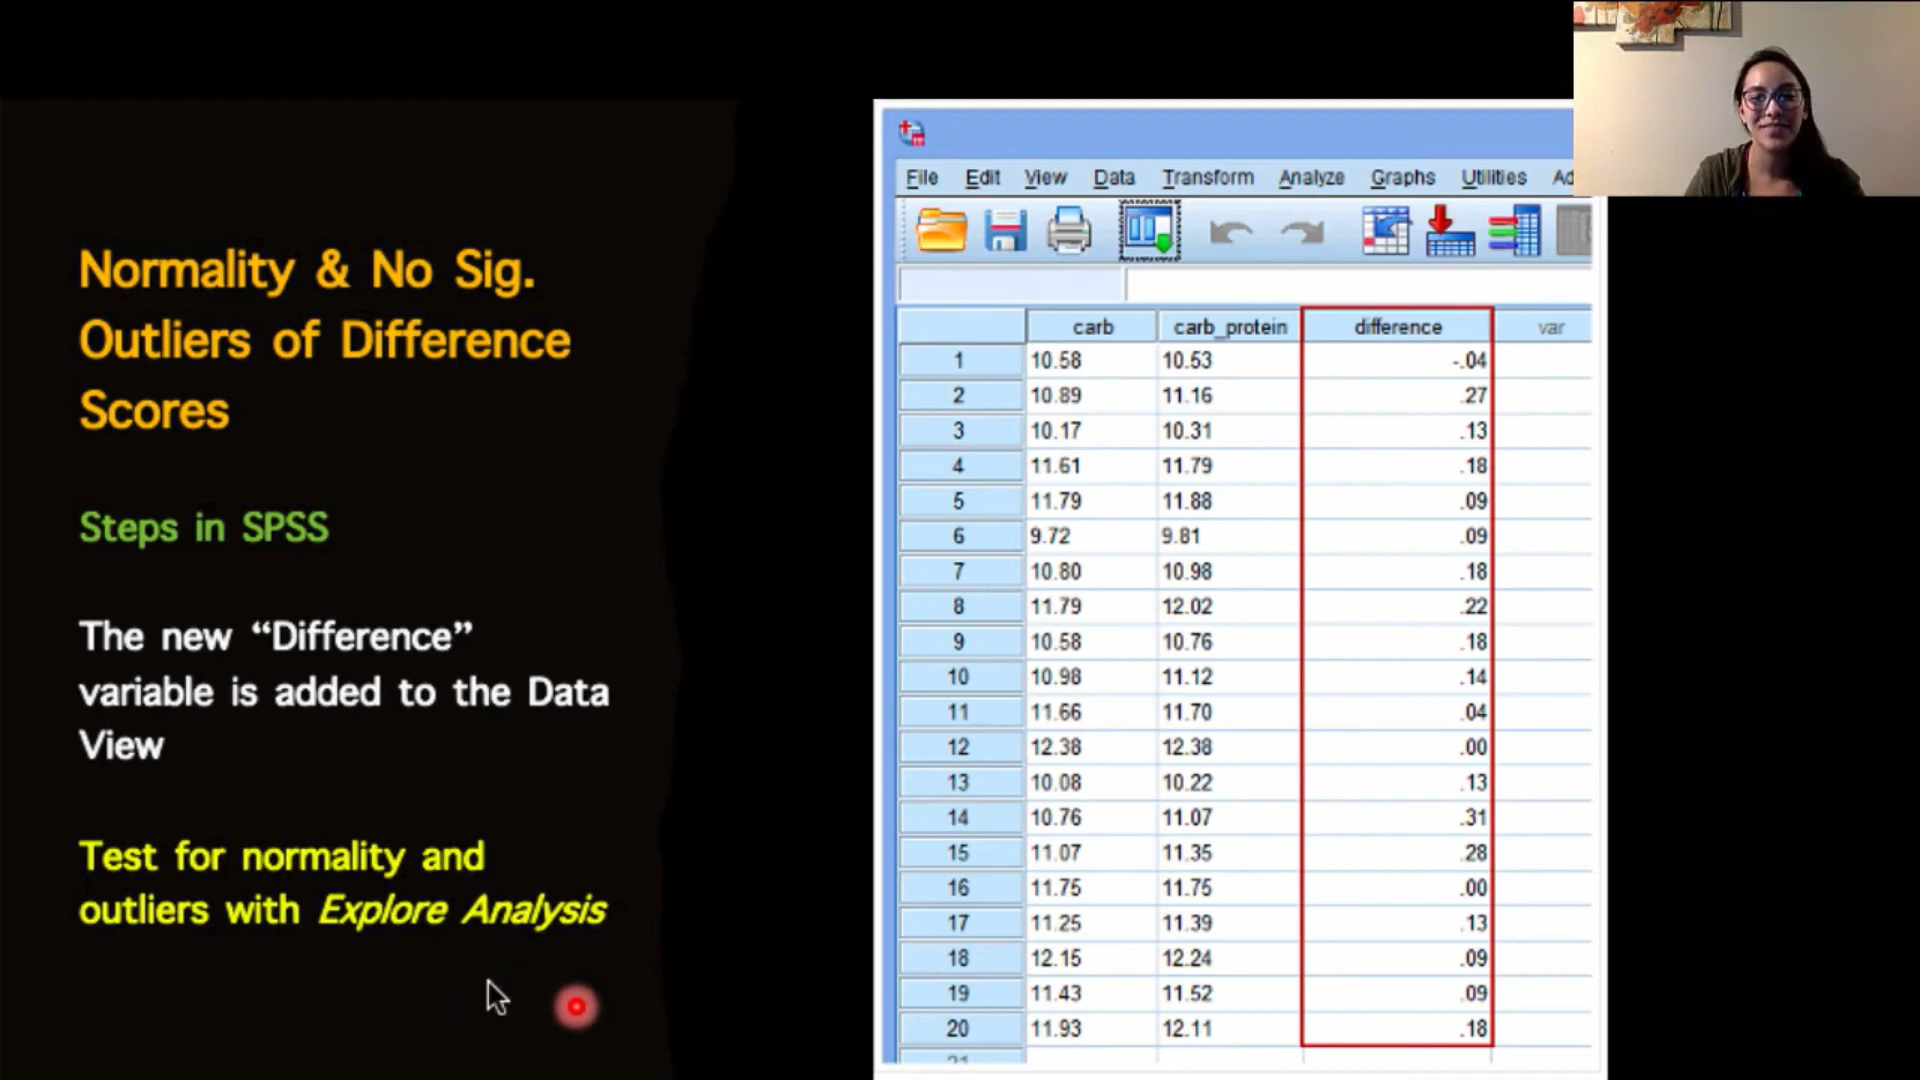 Normality & No Sig.
Outliers of Difference
Scores
Steps in SPSS
The new “Difference”
variable is added to the Data
View
Test for normality and
outliers with Explore Analysis
File Edit View Data Transform Analyze Graphs Utilities Ad
carb carb_protein difference var
1 10.58 10.53 -.04
2 10.89 11.16 .27
3 10.17 10.31 .13
4 11.61 11.79 .18
5 11.79 11.88 .09
6 9.72 9.81 .09
7 10.80 10.98 .18
8 11.79 12.02 .22
9 10.58 10.76 .18
10 10.98 11.12 .14
11 11.66 11.70 .04
12 12.38 12.38 .00
13 10.08 10.22 .13
14 10.76 11.07 .31
15 11.07 11.35 .28
16 11.75 11.75 .00
17 11.25 11.39 .13
18 12.15 12.24 .09
19 11.43 11.52 .09
20 11.93 12.11 .18